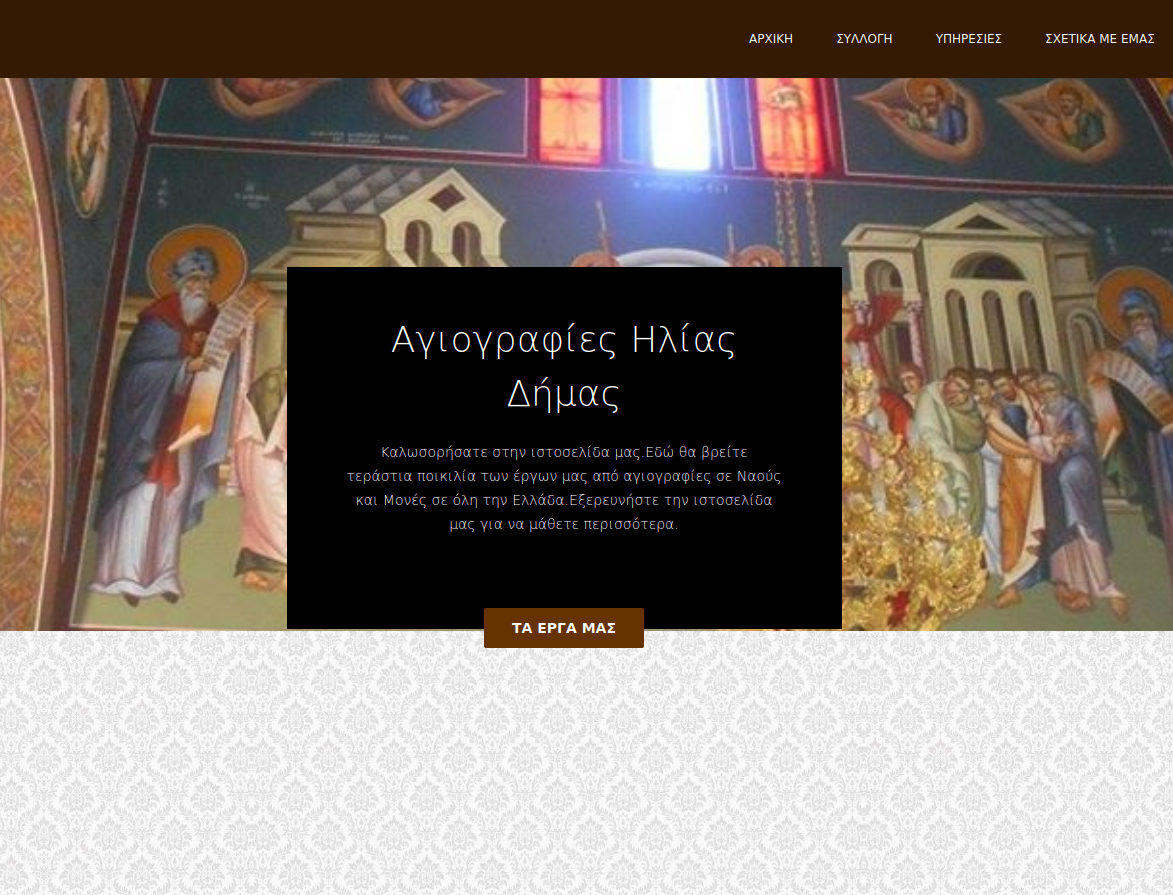 ΑΡΧΙΚΗ ΣΥΛΛΟΓΗ ΥΠΗΡΕΣΙΕΣ ΣΧΕΤΙΚΑ ΜΕ ΕΜΑΣ
Αγιογραφίες Ηλίας
Δήμας
Καλωσορήσατε στην ιστοσελίδα μας.Εδώ θα βρείτε
τεράστια ποικιλία των έργων μας από αγιογραφίες σε Ναούς
και Μονές σε όλη την Ελλάδα.Εξερευνήστε την ιστοσελίδα
μας για να μάθετε περισσότερα.
ΤΑ ΕΡΓΑ ΜΑΣ